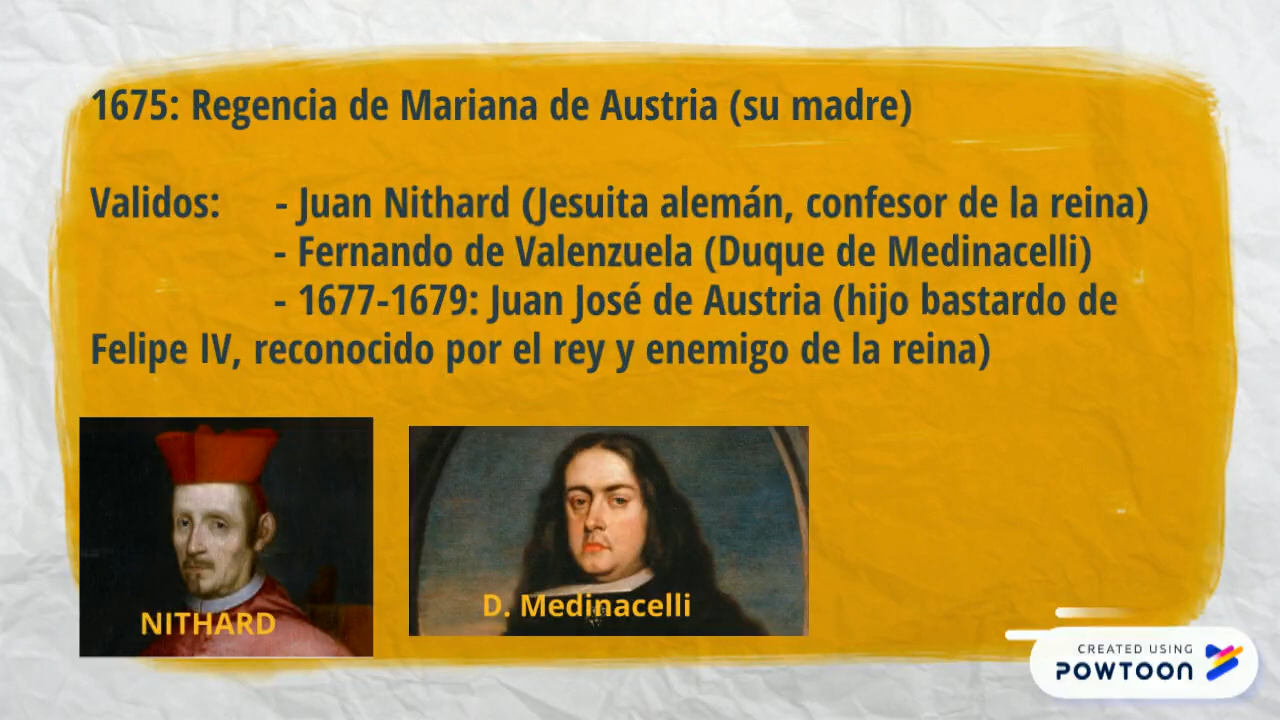 1675: Regencia de Mariana de Austria (su madre)
Validos: - Juan Nithard (Jesuita alemán, confesor de la reina)
- Fernando de Valenzuela (Duque de Medinacelli)
- 1677-1679: Juan José de Austria (hijo bastardo de
Felipe IV, reconocido por el rey y enemigo de la reina)
NITHARD
D. Medinacelli
CREATED USING
POWTOON